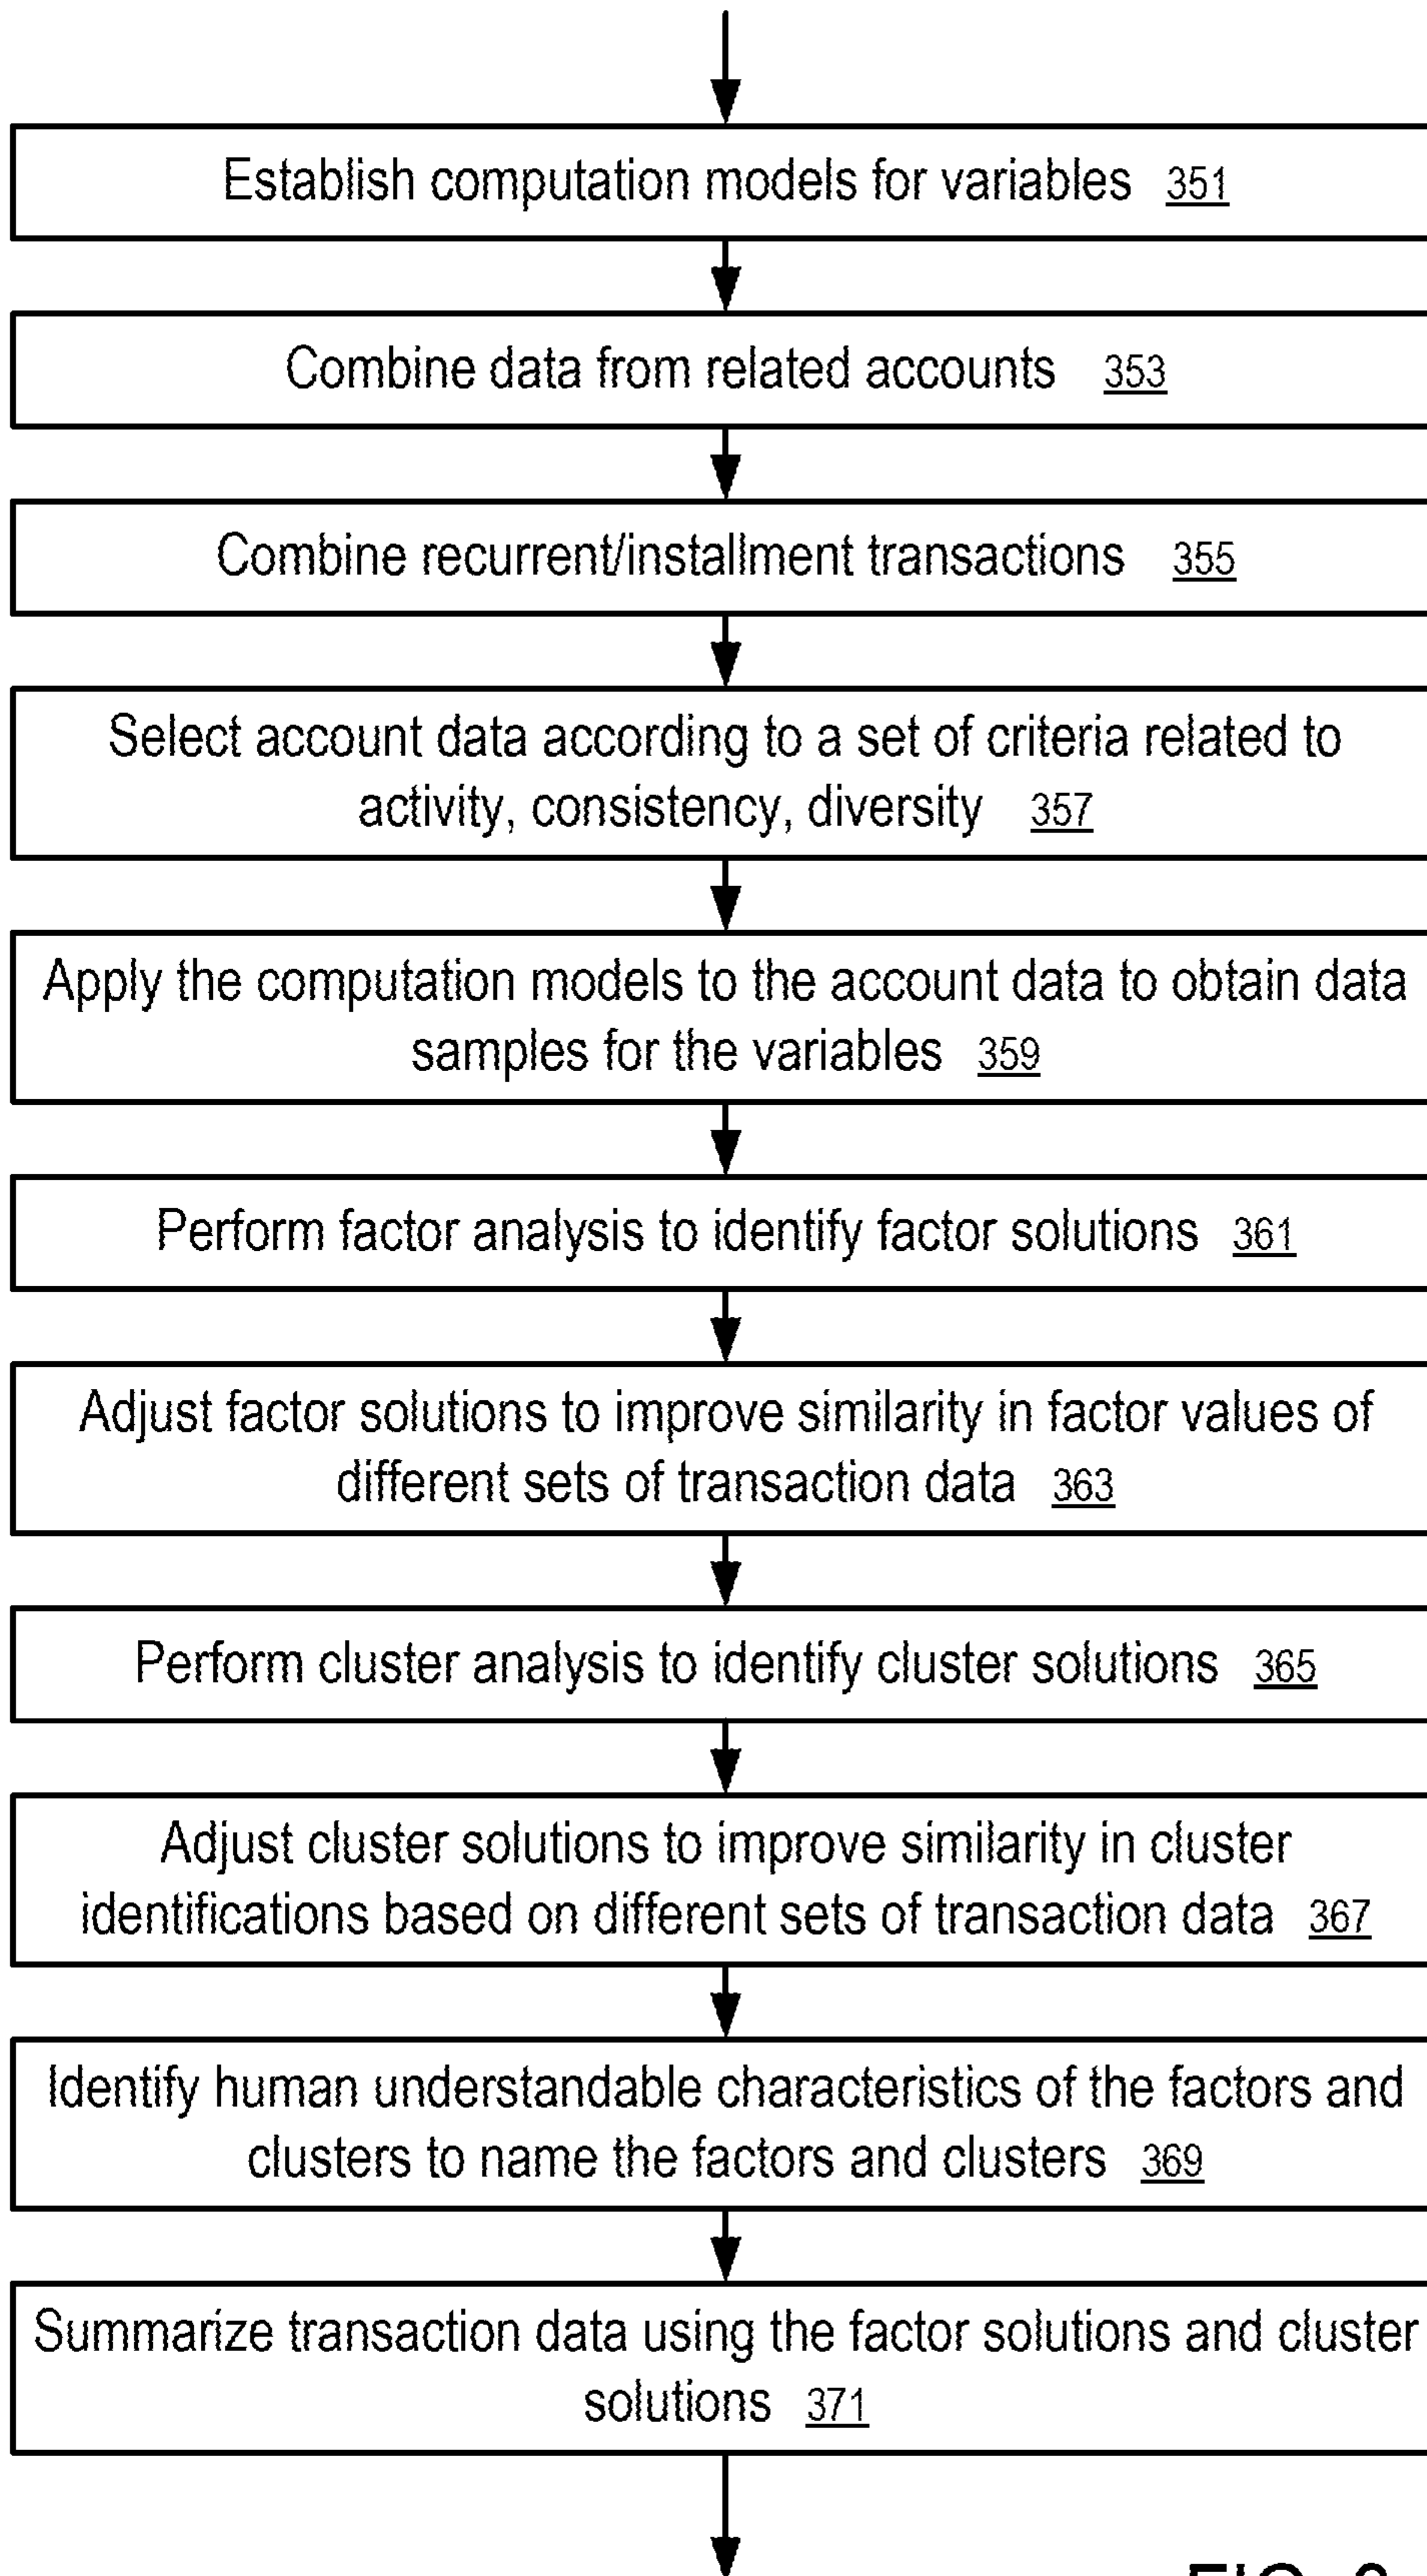 Establish computation models for variables 351
Combine data from related accounts 353
Combine recurrent/installment transactions 355
Select account data according to a set of criteria related to
activity, consistency, diversity 357
Apply the computation models to the account data to obtain data
samples for the variables 359
Perform factor analysis to identify factor solutions 361
Adjust factor solutions to improve similarity in factor values of
different sets of transaction data 363
Perform cluster analysis to identify cluster solutions 365
Adjust cluster solutions to improve similarity in cluster
identifications based on different sets of transaction data 367
Identify human understandable characteristics of the factors and
clusters to name the factors and clusters 369
Summarize transaction data using the factor solutions and cluster
solutions 371